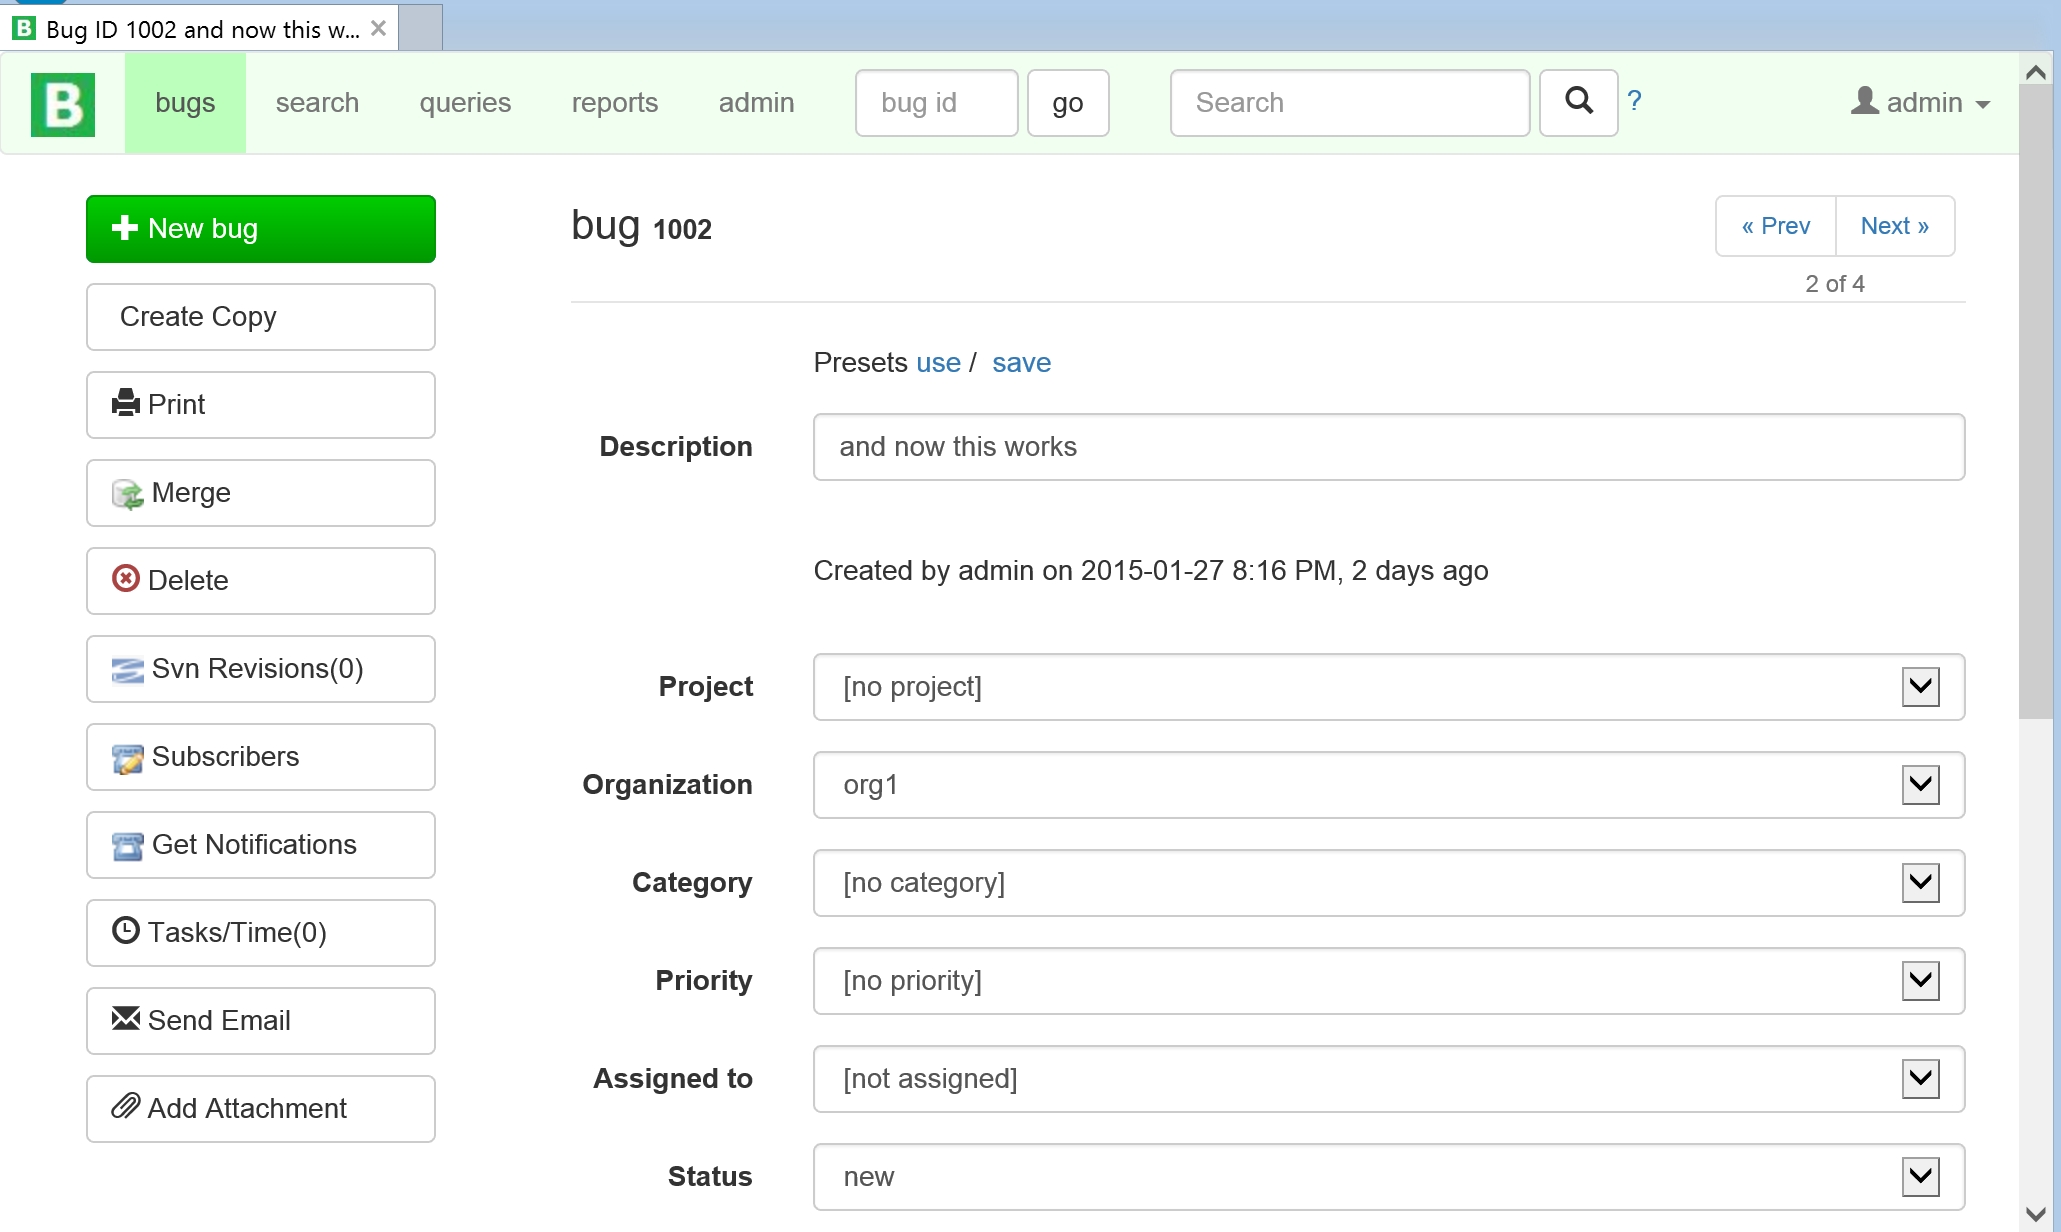 B Bug ID 1002 and now this w...
B bugs search queries reports admin bug id go Search ? admin
New bug
Create Copy
Print
Merge
Delete
Svn Revisions(0)
Subscribers
Get Notifications
Tasks/Time(0)
Send Email
Add Attachment
bug 1002
« Prev Next »
2 of 4
Presets use / save
Description and now this works
Created by admin on 2015-01-27 8:16 PM, 2 days ago
Project [no project]
Organization org1
Category [no category]
Priority [no priority]
Assigned to [not assigned]
Status new